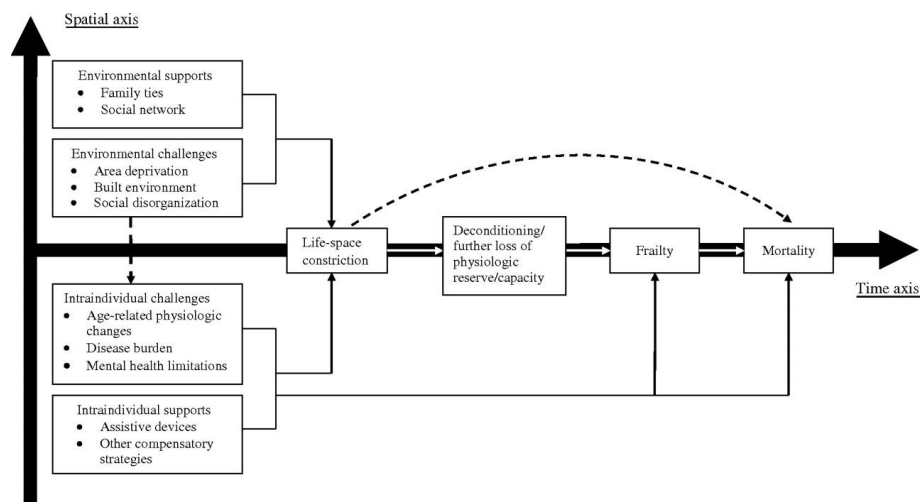 Spatial axis
Environmental supports
● Family ties
● Social network
Environmental challenges
● Area deprivation
● Built environment
● Social disorganization
Life-space
constriction
Deconditioning/
further loss of
physiologic
reserve/capacity
Frailty
Mortality
Time axis
Intraindividual challenges
● Age-related physiologic
changes
● Disease burden
● Mental health limitations
Intraindividual supports
● Assistive devices
● Other compensatory
strategies